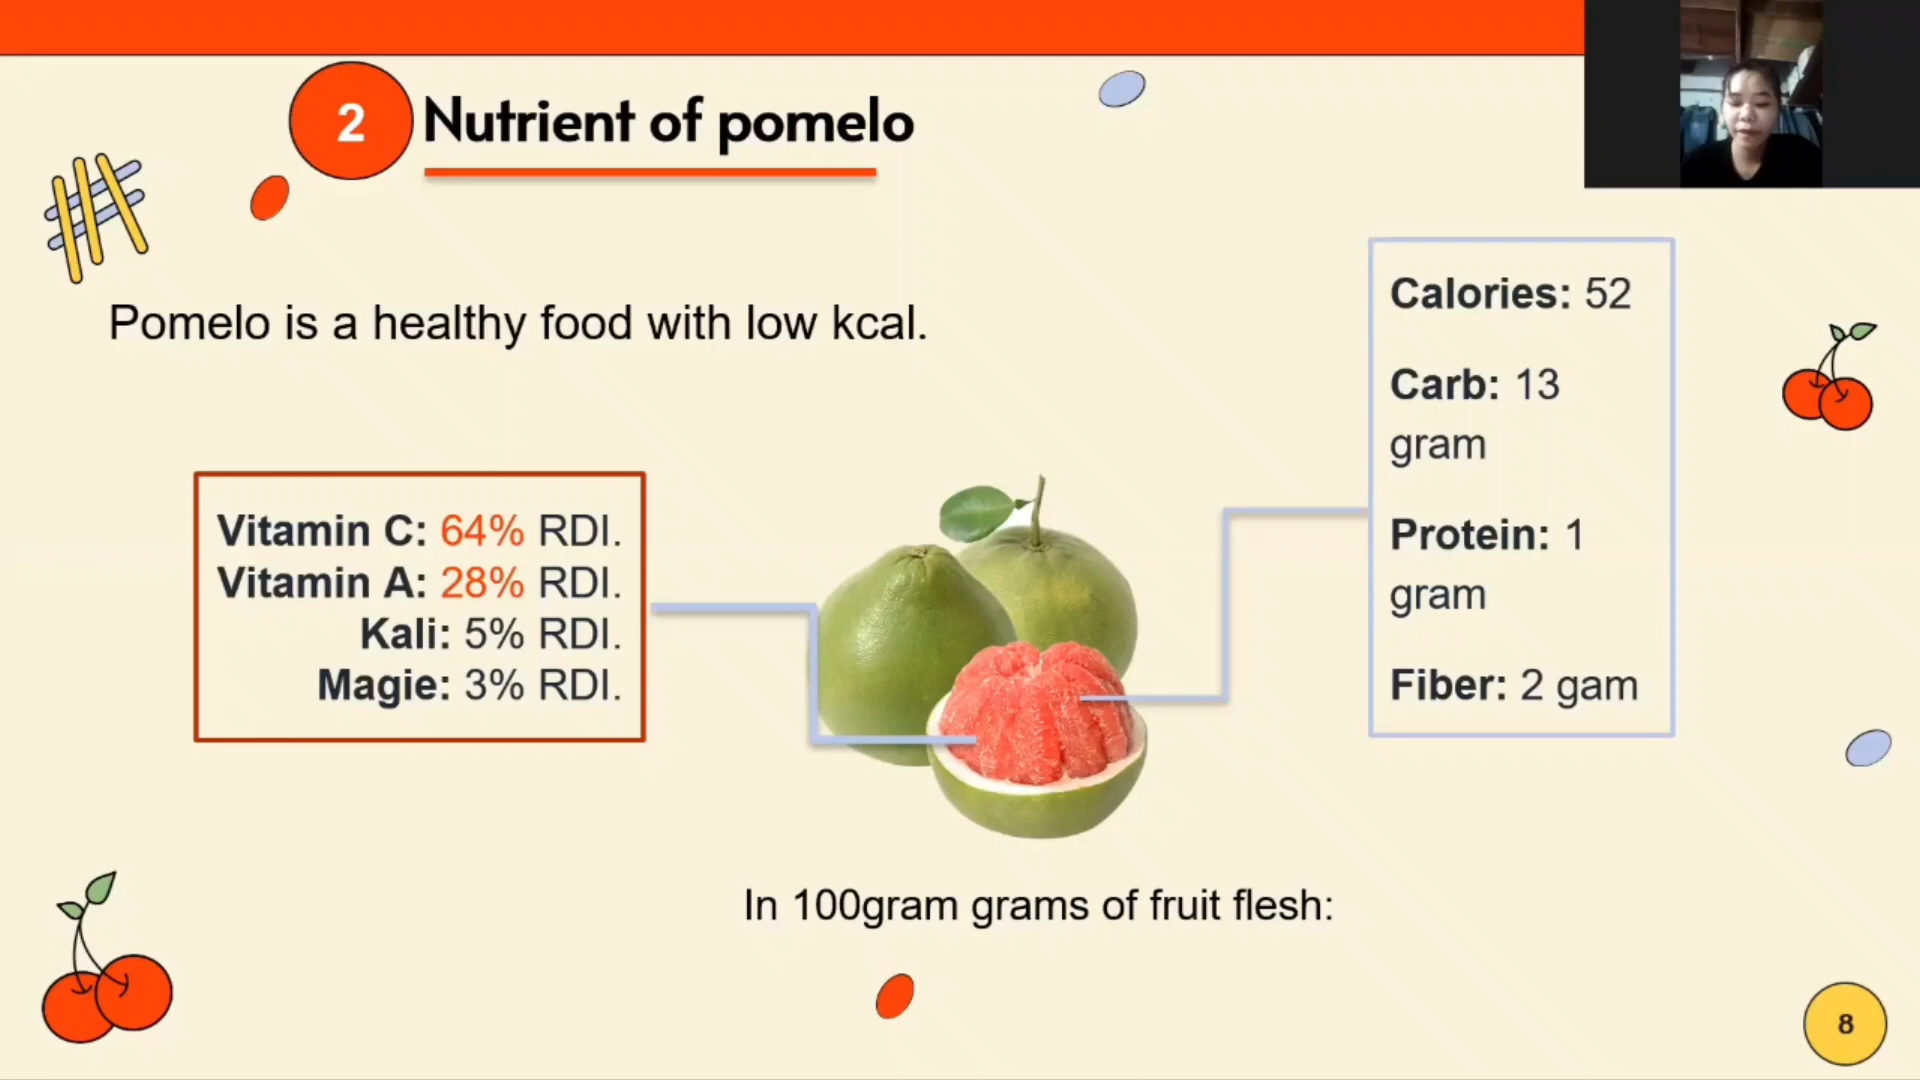 2
Nutrient of pomelo
Pomelo is a healthy food with low kcal.
Vitamin C: 64% RDI.
Vitamin A: 28% RDI.
Kali: 5% RDI.
Magie: 3% RDI.
Calories: 52
Carb: 13
gram
Protein: 1
gram
Fiber: 2 gam
In 100gram grams of fruit flesh:
8